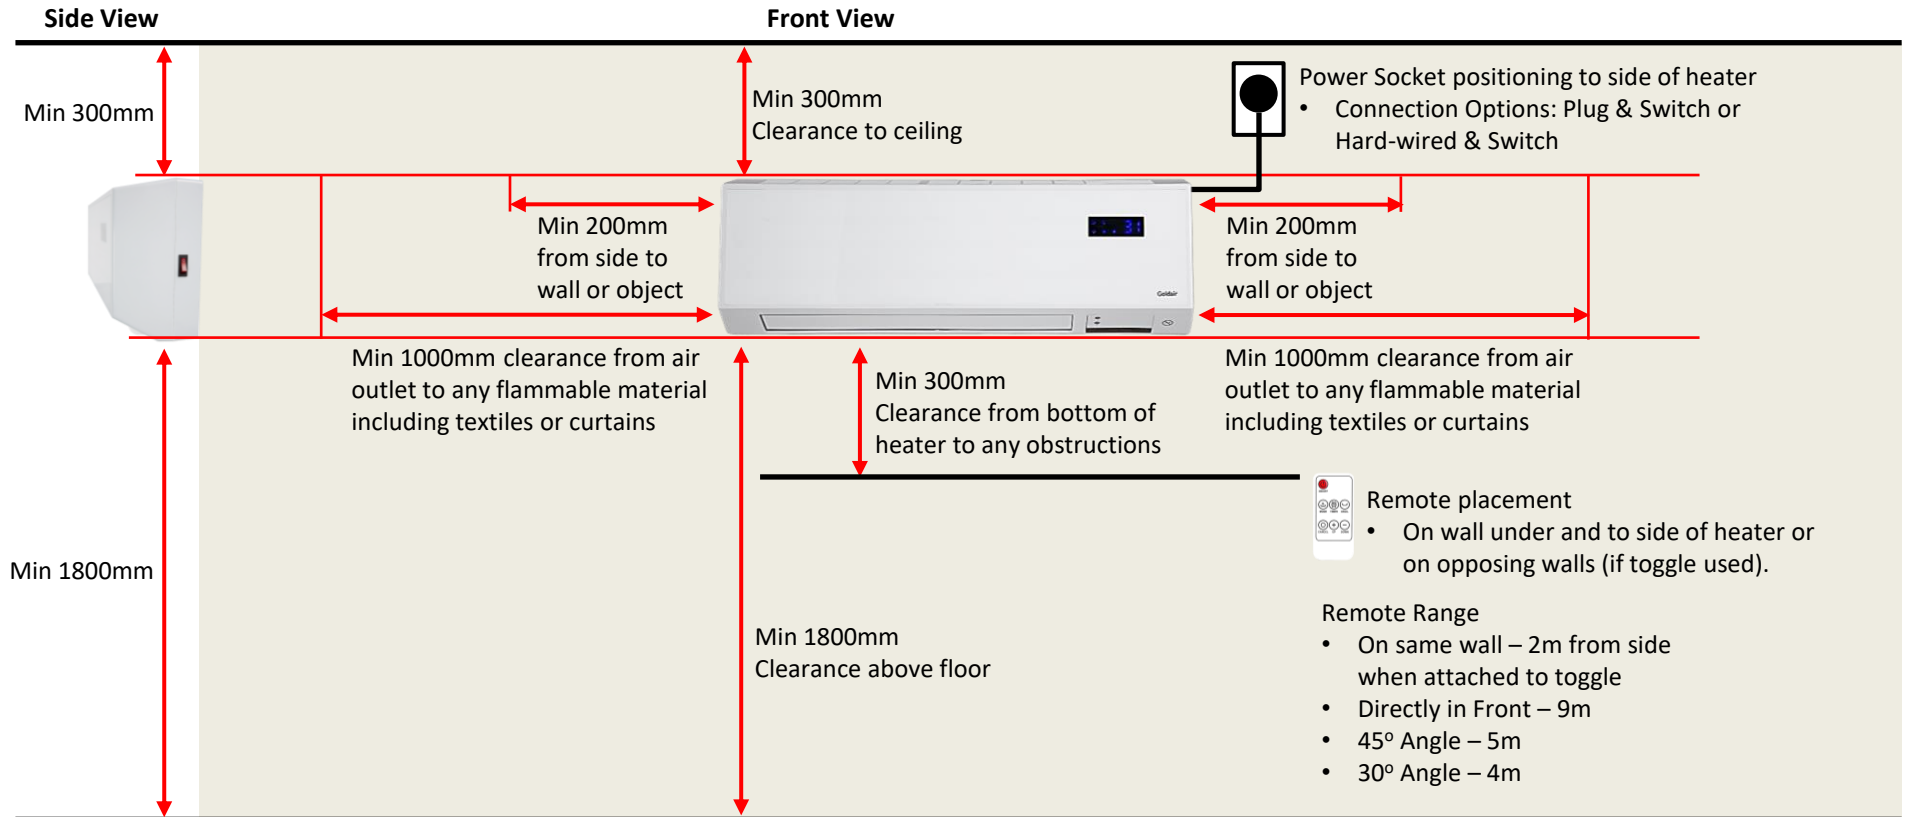 Side View
Front View
Min 300mm
Min 300mm
Clearance to ceiling
Power Socket positioning to side of heater
• Connection Options: Plug & Switch or
Hard-wired & Switch
Min 200mm
from side to
wall or object
31
Goldair
Min 200mm
from side to
wall or object
Min 1000mm clearance from air
outlet to any flammable material
including textiles or curtains
Min 300mm
Clearance from bottom of
heater to any obstructions
Min 1000mm clearance from air
outlet to any flammable material
including textiles or curtains
Remote placement
• On wall under and to side of heater or
on opposing walls (if toggle used).
Min 1800mm
Min 1800mm
Clearance above floor
Remote Range
• On same wall – 2m from side
when attached to toggle
• Directly in Front – 9m
• 45º Angle – 5m
• 30º Angle – 4m